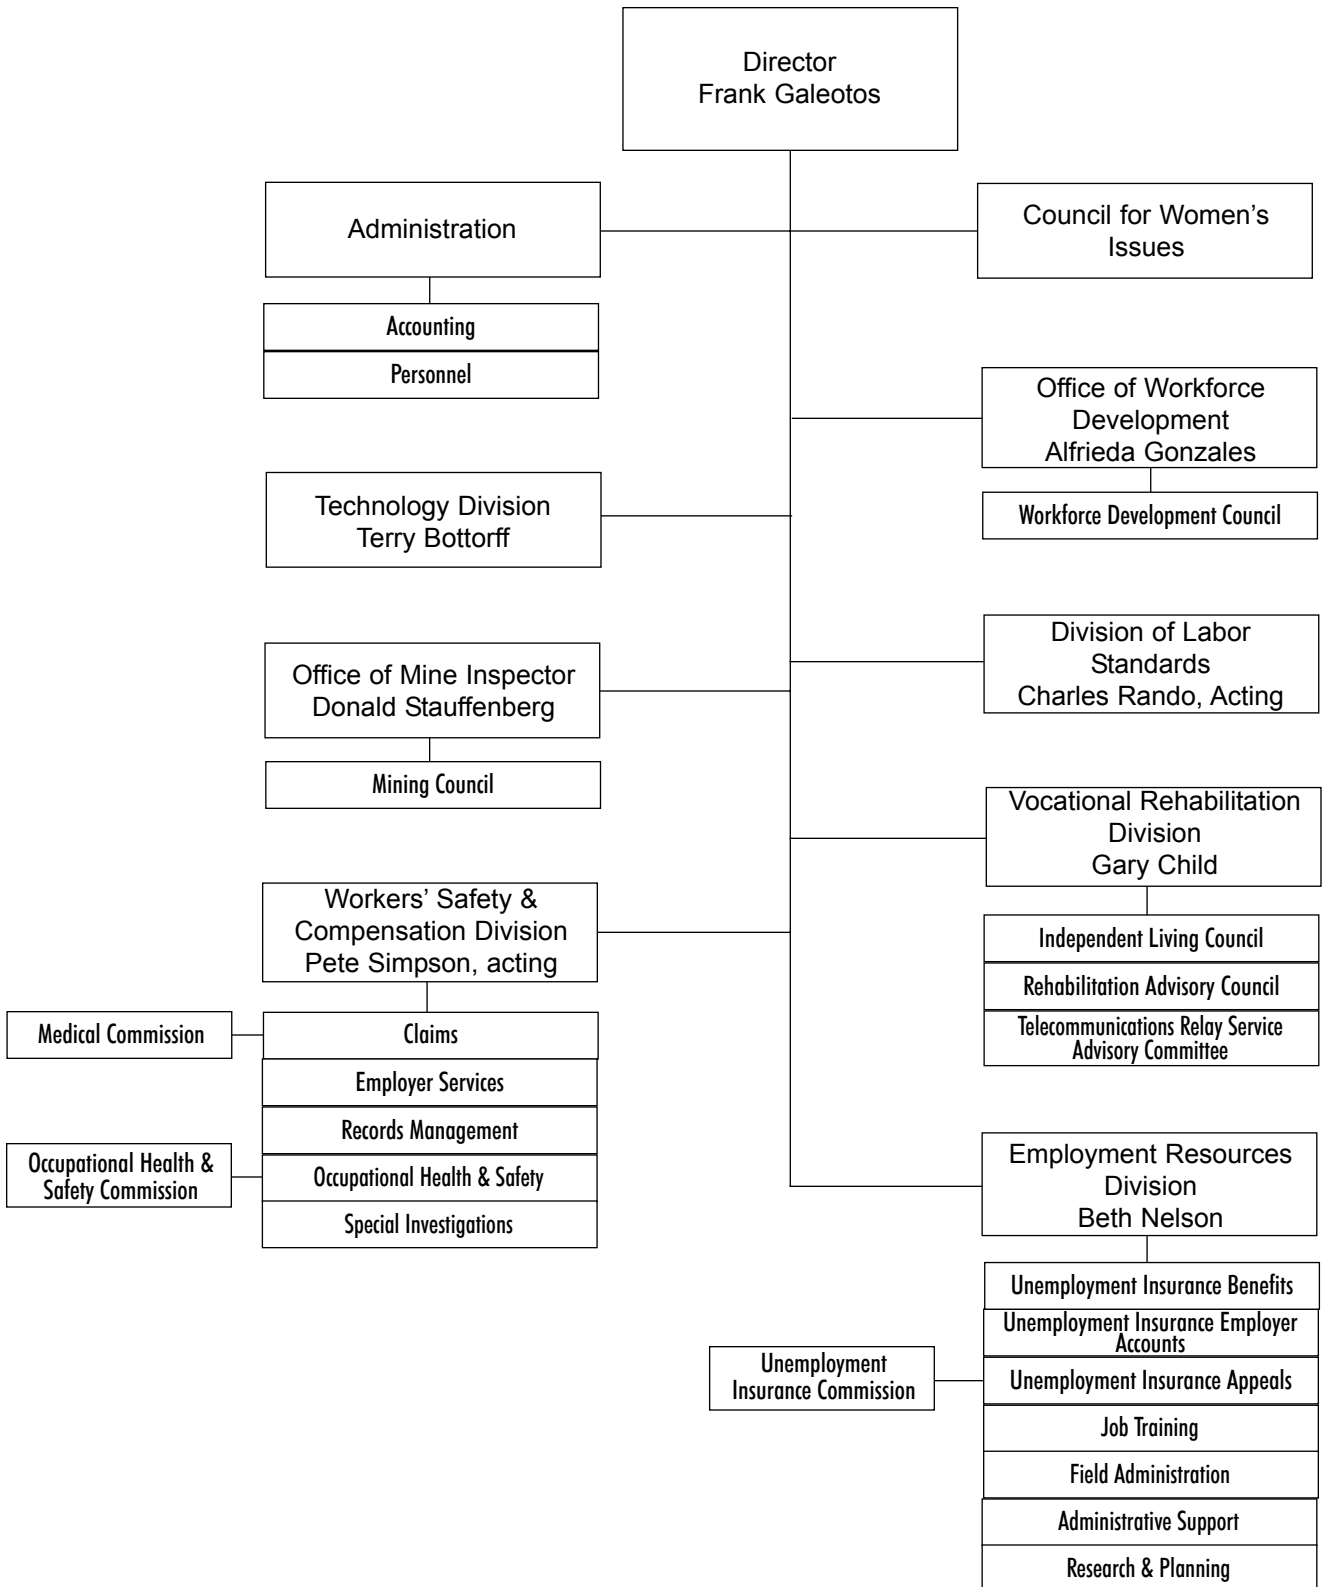 Director
Frank Galeotos
Administration
Council for Women’s
Issues
Accounting
Personnel
Office of Workforce
Development
Alfrieda Gonzales
Workforce Development Council
Technology Division
Terry Bottorff
Division of Labor
Standards
Charles Rando, Acting
Office of Mine Inspector
Donald Stauffenberg
Mining Council
Vocational Rehabilitation
Division
Gary Child
Independent Living Council
Rehabilitation Advisory Council
Telecommunications Relay Service
Advisory Committee
Workers’ Safety &
Compensation Division
Pete Simpson, acting
Medical Commission
Claims
Employer Services
Records Management
Occupational Health &
Safety Commission
Occupational Health & Safety
Special Investigations
Employment Resources
Division
Beth Nelson
Unemployment Insurance Benefits
Unemployment Insurance Employer
Accounts
Unemployment
Insurance Commission
Unemployment Insurance Appeals
Job Training
Field Administration
Administrative Support
Research & Planning